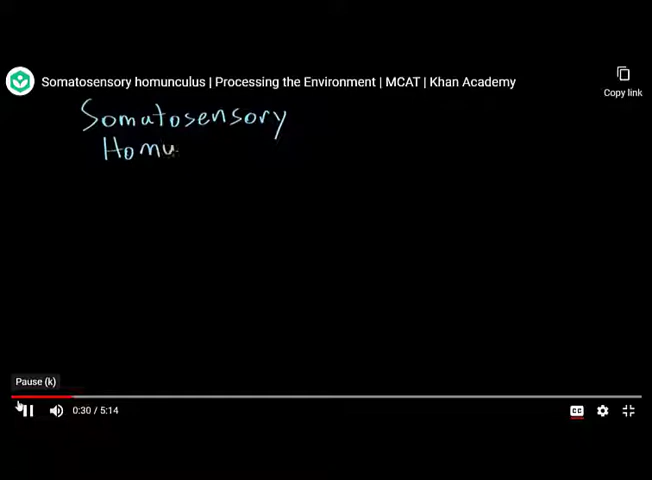 Somatosensory homunculus | Processing the Environment | MCAT | Khan Academy
Copy link
Somatosensory
Homu
Pause (k)
0:30 / 5:14
CC